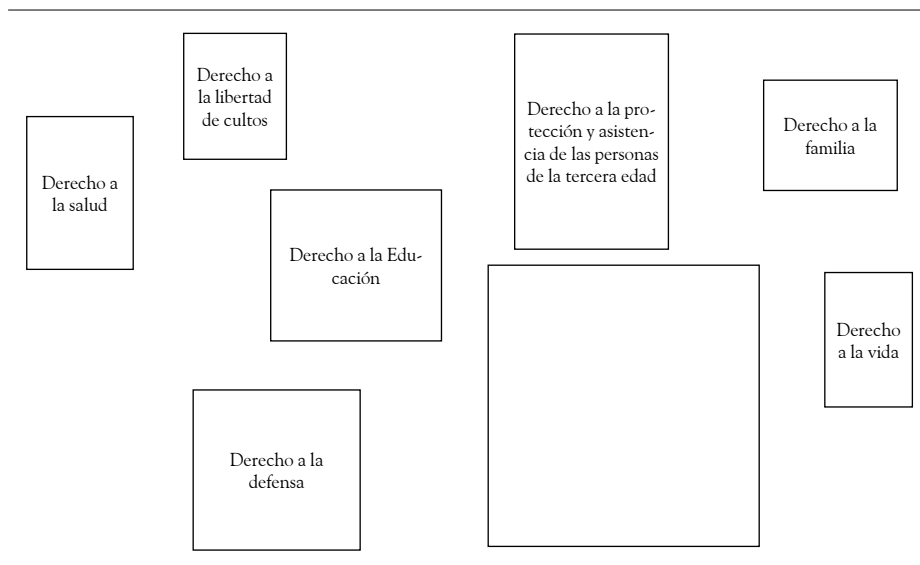 Derecho a
la libertad
de cultos
Derecho a la pro-
tección y asisten-
cia de las personas
de la tercera edad
Derecho a la
familia
Derecho a
la salud
Derecho a la Edu-
cación
Derecho
a la vida
Derecho a la
defensa